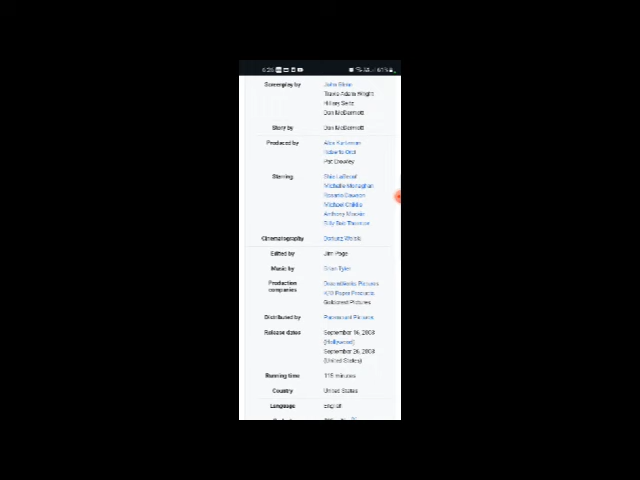 Screenplay by
John Glenn
Travis Adam Wright
Hillary Seitz
Dan McDermott
Story by
Dan McDermott
Produced by
Alex Kurtzman
Roberto Orci
Pat Crowley
Starring
Shia LaBeouf
Michelle Monaghan
Rosario Dawson
Michael Chiklis
Anthony Mackie
Billy Bob Thornton
Cinematography
Dariusz Wolski
Edited by
Jim Page
Music by
Brian Tyler
Production
companies
DreamWorks Pictures
K/O Paper Products
Goldcrest Pictures
Distributed by
Paramount Pictures
Release dates
September 16, 2008
(Hollywood)
September 26, 2008
(United States)
Running time
118 minutes
Country
United States
Language
English